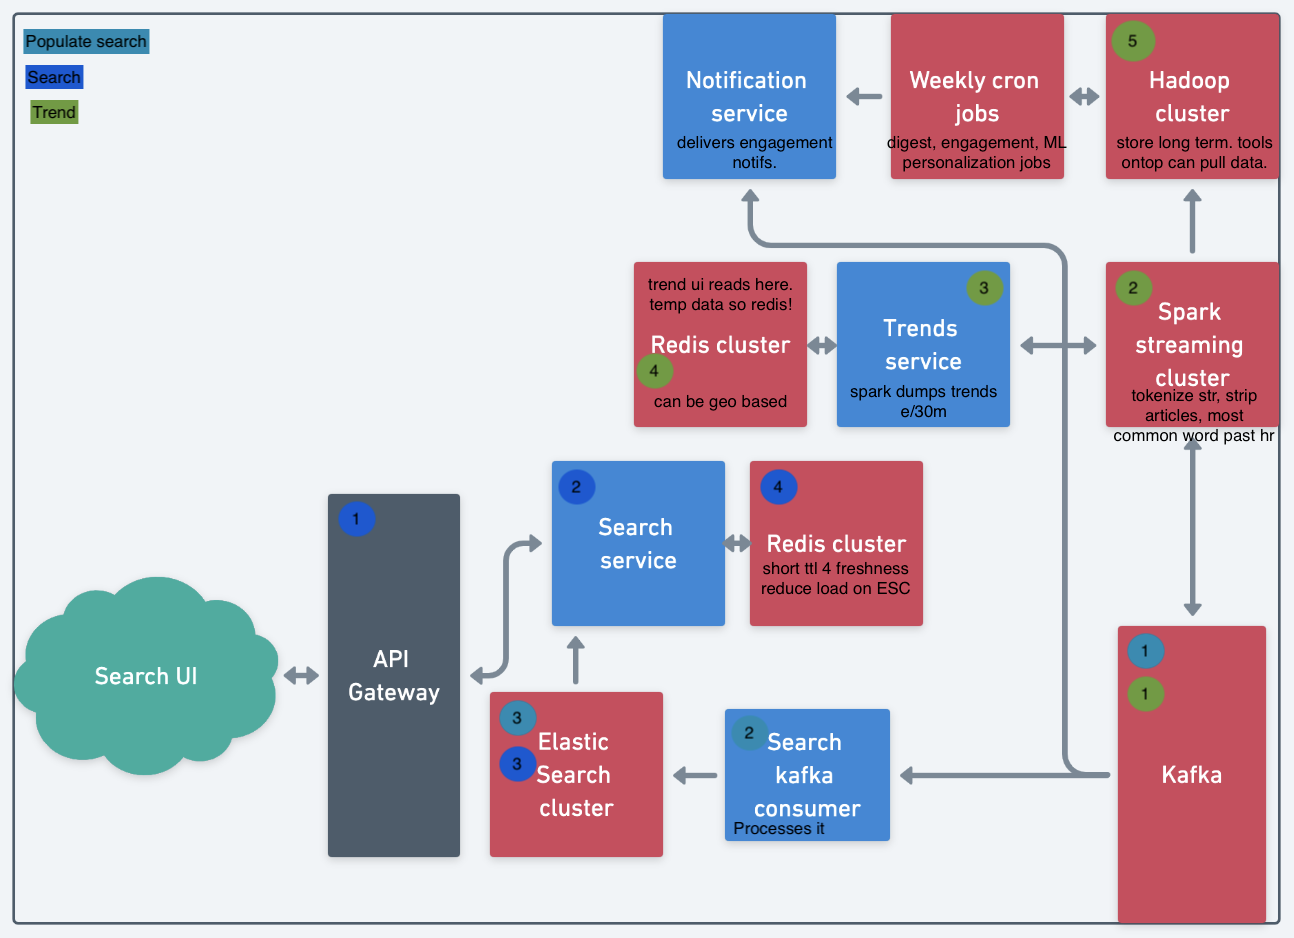 Populate search
Search
Trend
Notification
service
delivers engagement
notifs.
Weekly cron
jobs
digest, engagement, ML
personalization jobs
5
Hadoop
cluster
store long term. tools
ontop can pull data.
trend ui reads here.
temp data so redis!
Redis cluster
4
can be geo based
3
Trends
service
spark dumps trends
e/30m
2
Spark
streaming
cluster
tokenize str, strip
articles, most
common word past hr
2
Search
service
4
Redis cluster
short ttl 4 freshness
reduce load on ESC
Search UI
1
API
Gateway
3
Elastic
3
Search
cluster
2
Search
kafka
consumer
Processes it
1
1
Kafka